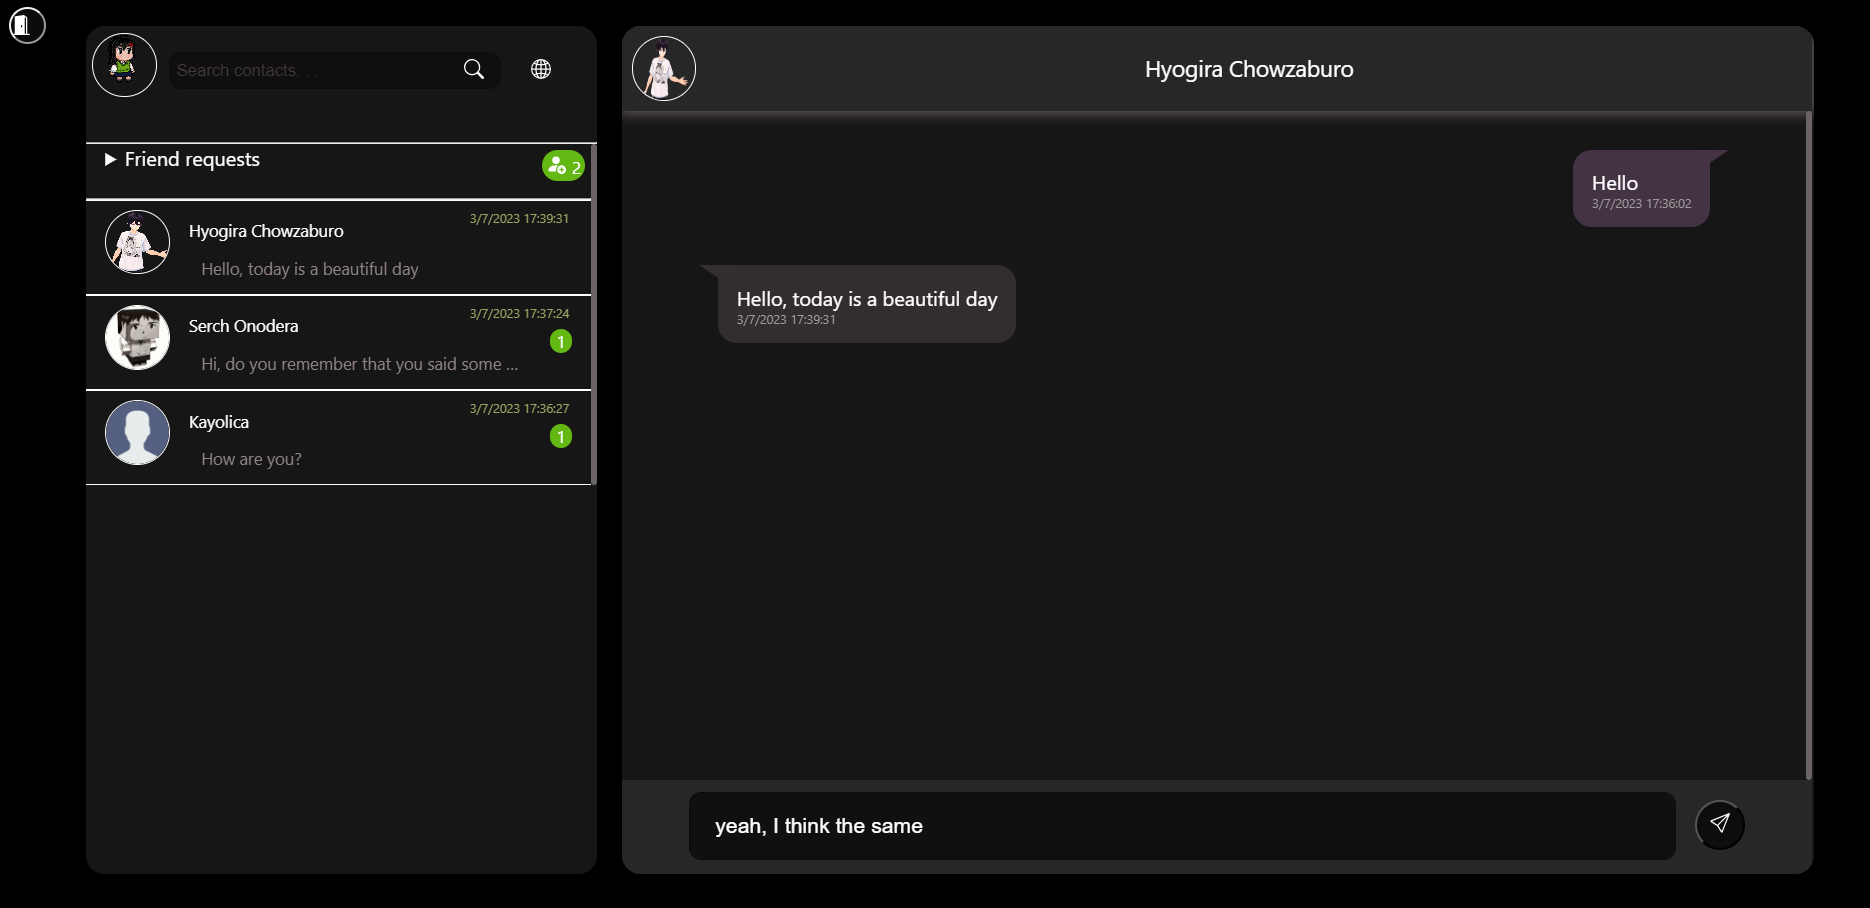 Search contacts. . .
Friend requests
2
Hyogira Chowzaburo
3/7/2023 17:39:31
Hello, today is a beautiful day
Serch Onodera
3/7/2023 17:37:24
1
Hi, do you remember that you said some ...
Kayolica
3/7/2023 17:36:27
1
How are you?
Hyogira Chowzaburo
Hello
3/7/2023 17:36:02
Hello, today is a beautiful day
3/7/2023 17:39:31
yeah, I think the same